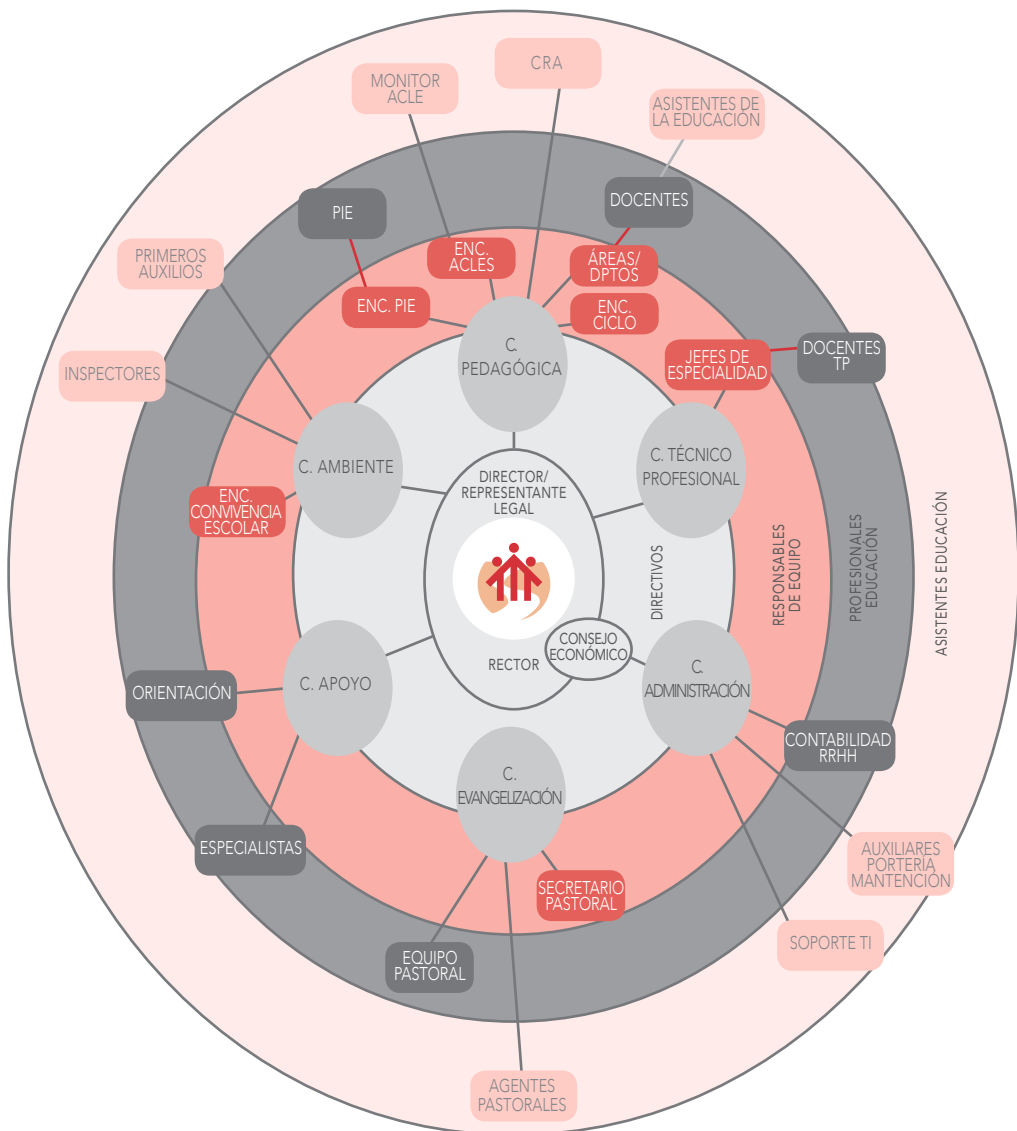 CRA
MONITOR
ACLE
ASISTENTES DE
LA EDUCACIÓN
PIE
DOCENTES
PRIMEROS
AUXILIOS
ENC.
ACLES
ÁREAS/
DPTOS
ENC. PIE
ENC.
CICLO
INSPECTORES
C.
PEDAGÓGICA
JEFES DE
ESPECIALIDAD
DOCENTES
TP
C. AMBIENTE
C. TÉCNICO
PROFESIONAL
DIRECTOR/
REPRESENTANTE
LEGAL
ENC.
CONVIVENCIA
ESCOLAR
DIRECTIVOS
RESPONSABLES
DE EQUIPO
PROFESIONALES
EDUCACIÓN
ASISTENTES EDUCACIÓN
CONSEJO
ECONÓMICO
RECTOR
C. APOYO
C.
ADMINISTRACIÓN
ORIENTACIÓN
CONTABILIDAD
RRHH
C.
EVANGELIZACIÓN
ESPECIALISTAS
AUXILIARES
PORTERÍA
MANTENCIÓN
SECRETARIO
PASTORAL
SOPORTE TI
EQUIPO
PASTORAL
AGENTES
PASTORALES